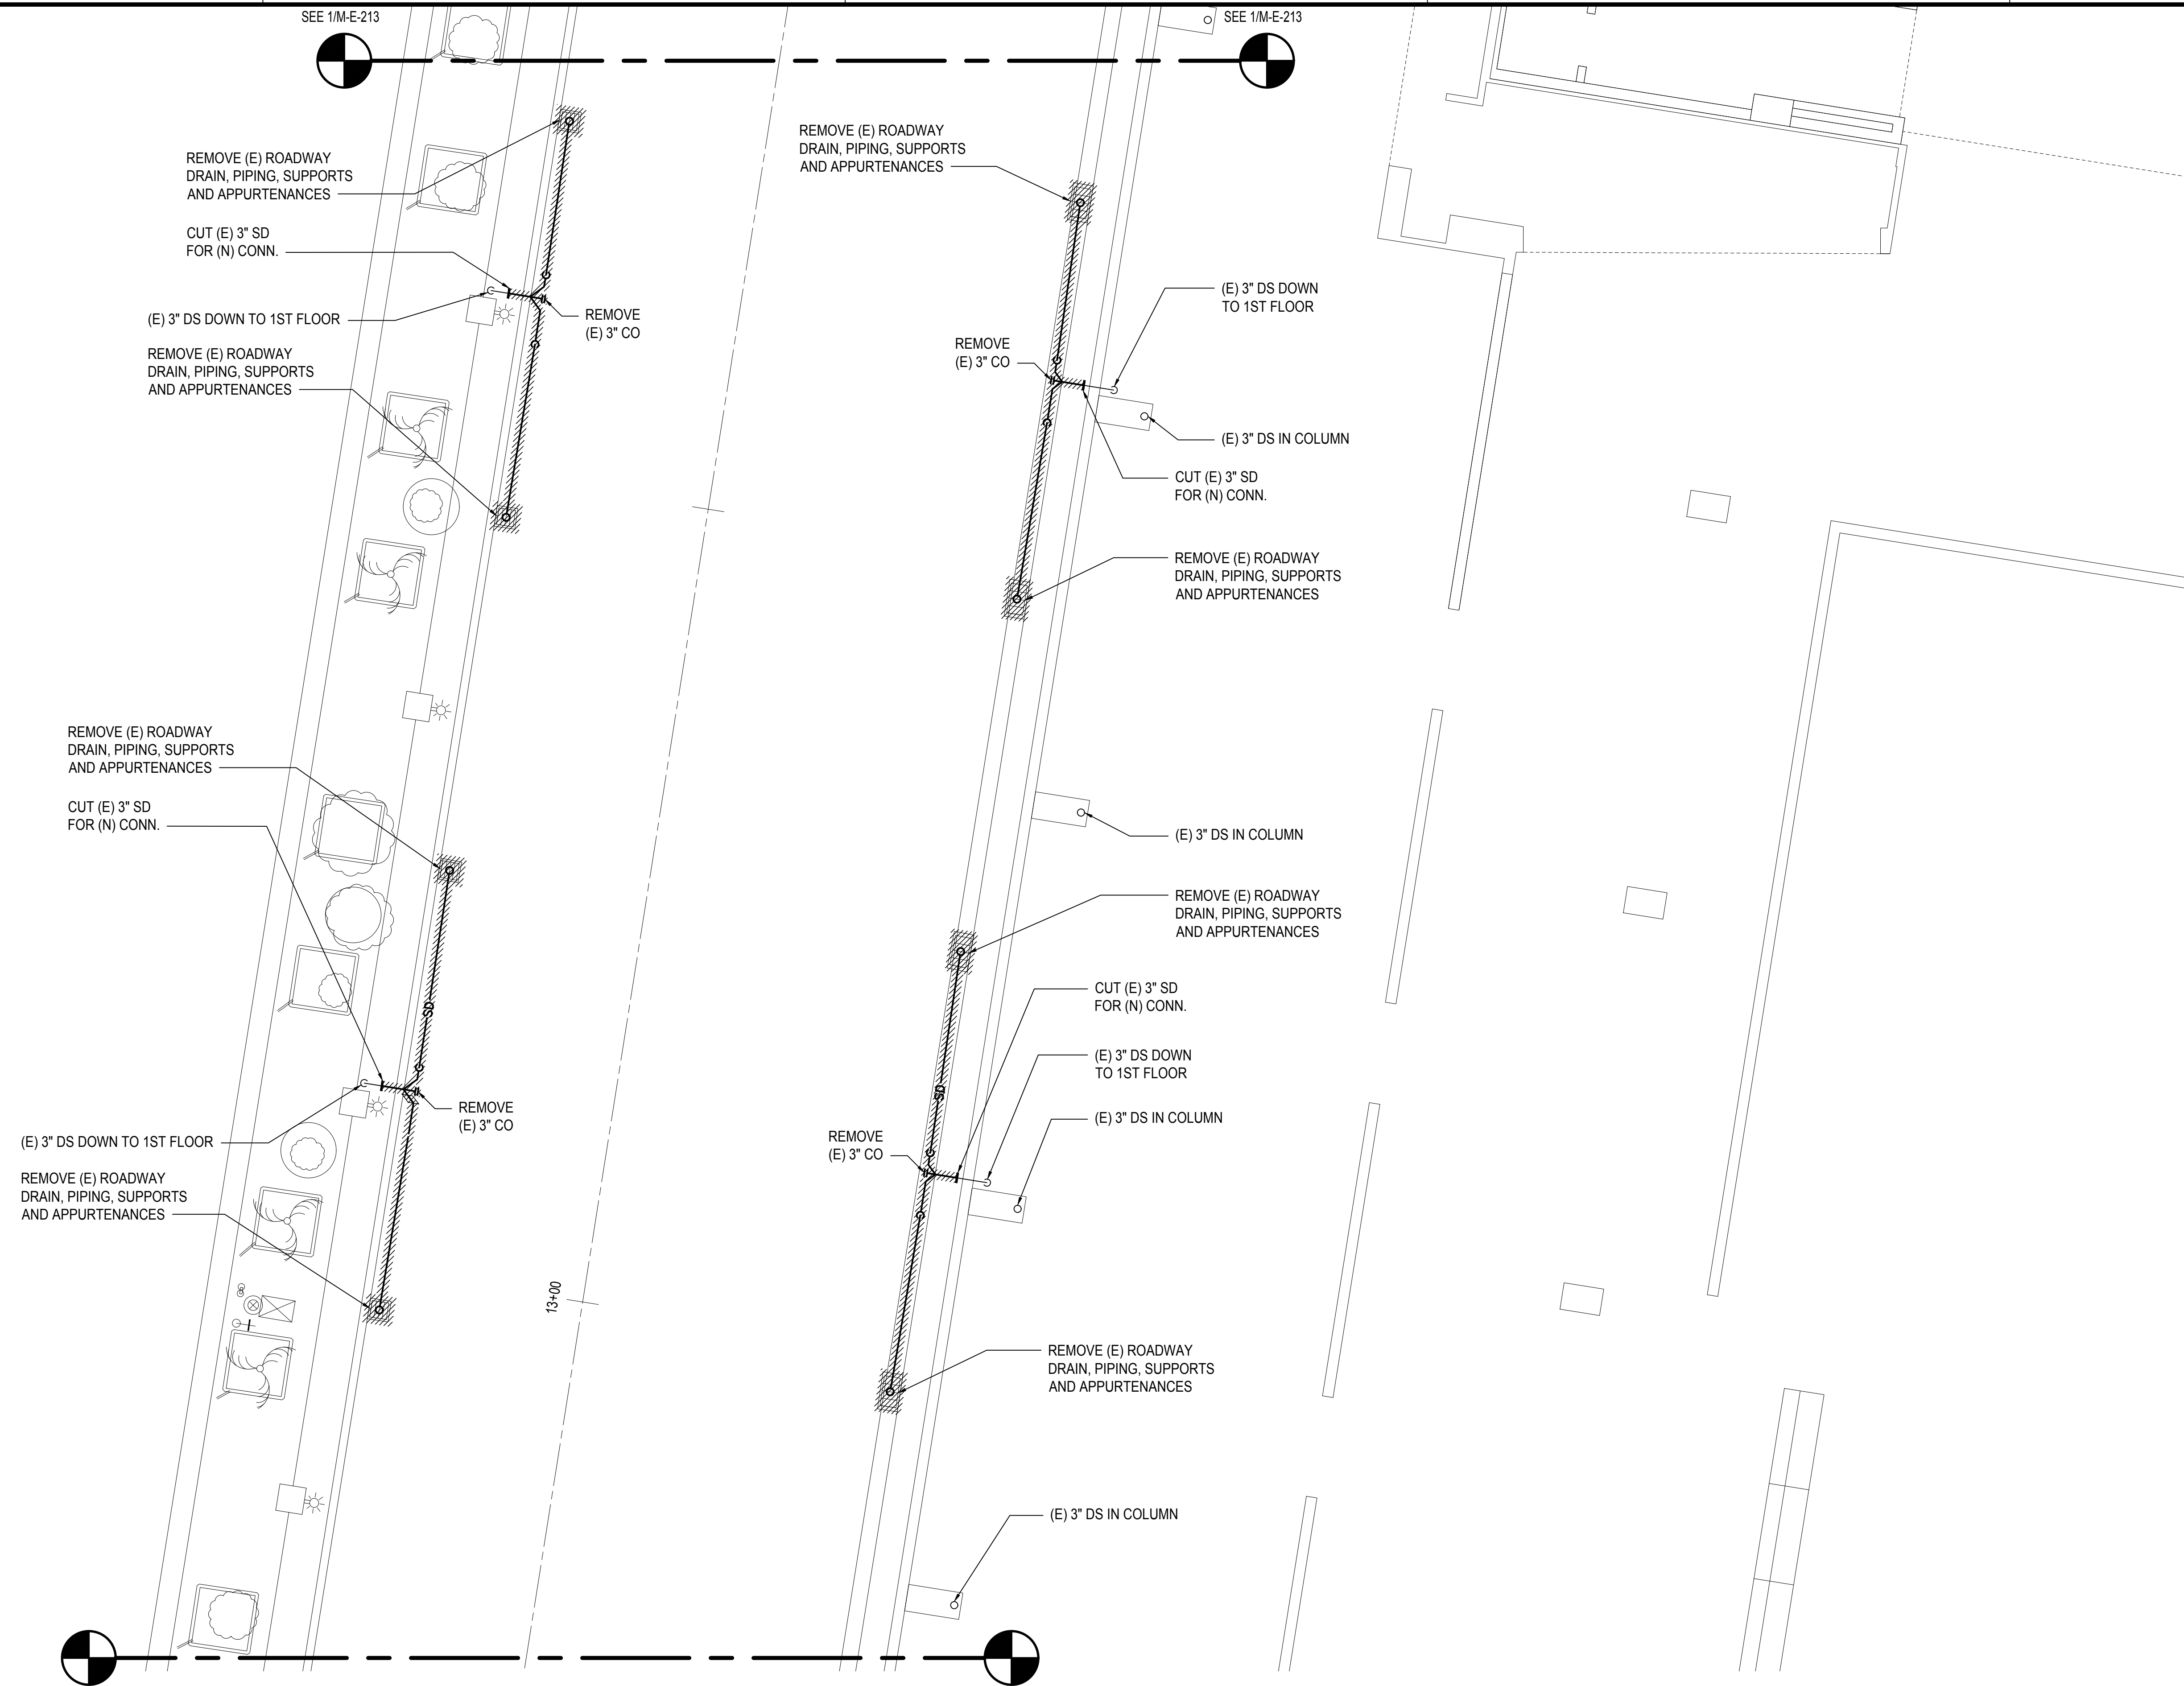 SEE 1/M-E-213
SEE 1/M-E-213
REMOVE (E) ROADWAY
DRAIN, PIPING, SUPPORTS
AND APPURTENANCES
REMOVE (E) ROADWAY
DRAIN, PIPING, SUPPORTS
AND APPURTENANCES
CUT (E) 3" SD
FOR (N) CONN.
(E) 3" DS DOWN TO 1ST FLOOR
REMOVE
(E) 3" CO
REMOVE (E) ROADWAY
DRAIN, PIPING, SUPPORTS
AND APPURTENANCES
(E) 3" DS DOWN
TO 1ST FLOOR
REMOVE
(E) 3" CO
(E) 3" DS IN COLUMN
CUT (E) 3" SD
FOR (N) CONN.
REMOVE (E) ROADWAY
DRAIN, PIPING, SUPPORTS
AND APPURTENANCES
REMOVE (E) ROADWAY
DRAIN, PIPING, SUPPORTS
AND APPURTENANCES
CUT (E) 3" SD
FOR (N) CONN.
(E) 3" DS IN COLUMN
REMOVE (E) ROADWAY
DRAIN, PIPING, SUPPORTS
AND APPURTENANCES
SD
CUT (E) 3" SD
FOR (N) CONN.
(E) 3" DS DOWN
TO 1ST FLOOR
SD
(E) 3" DS IN COLUMN
REMOVE
(E) 3" CO
REMOVE
(E) 3" CO
(E) 3" DS DOWN TO 1ST FLOOR
REMOVE (E) ROADWAY
DRAIN, PIPING, SUPPORTS
AND APPURTENANCES
13+00
REMOVE (E) ROADWAY
DRAIN, PIPING, SUPPORTS
AND APPURTENANCES
(E) 3" DS IN COLUMN